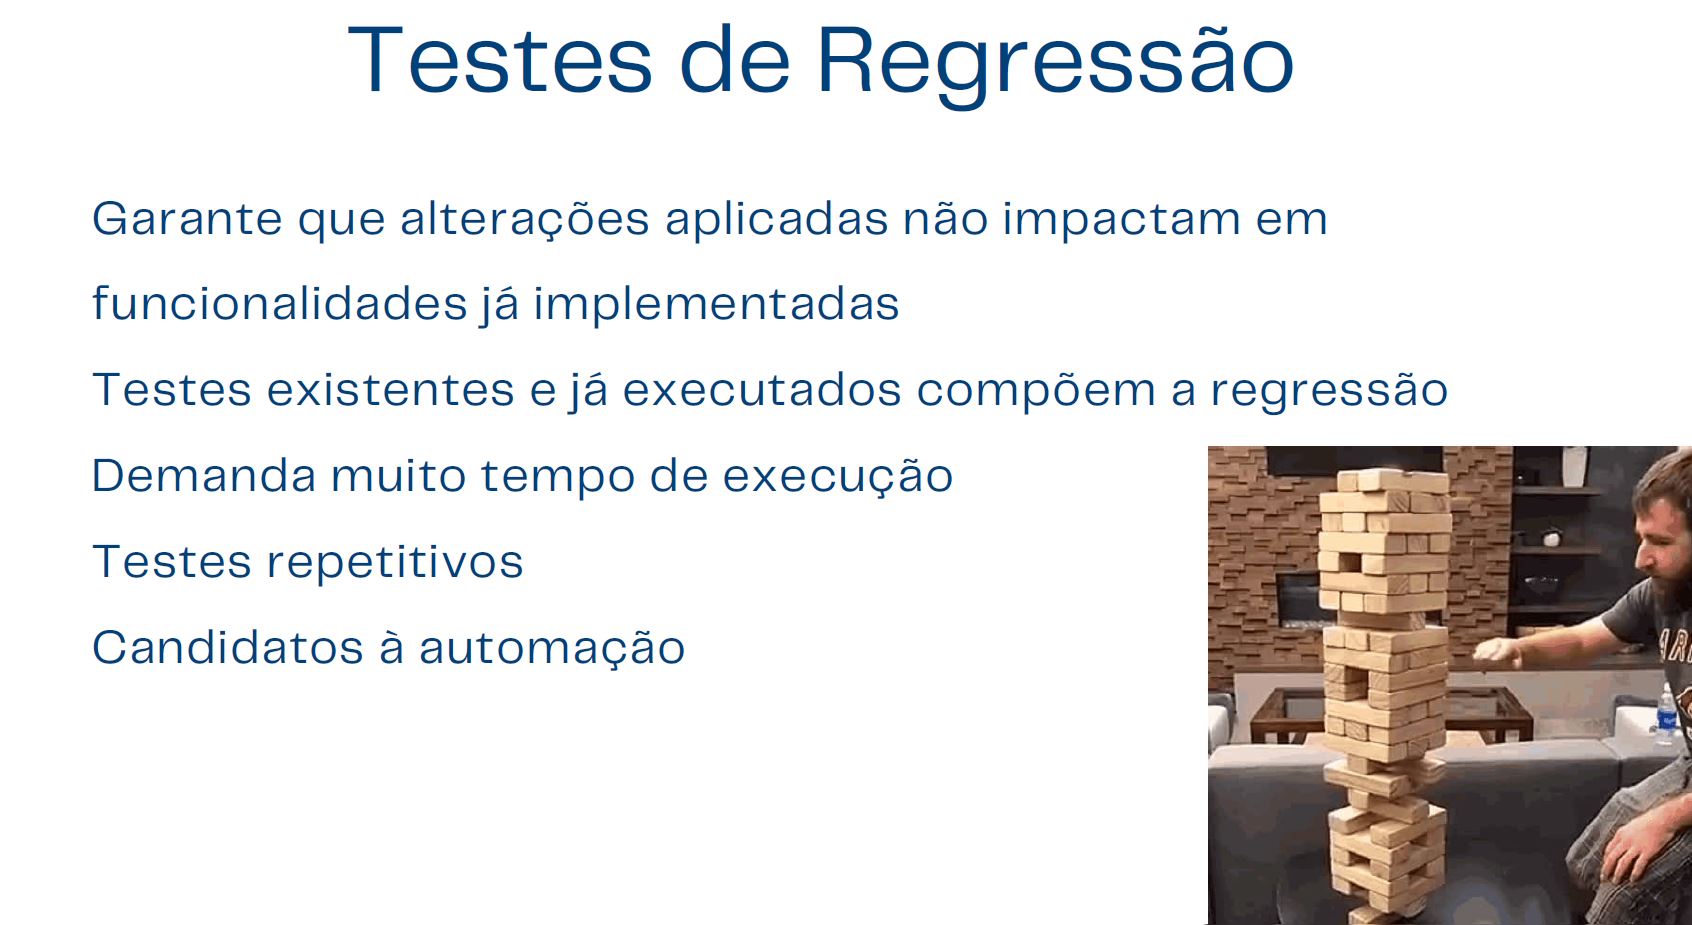 Testes de Regressão
Garante que alterações aplicadas não impactam em
funcionalidades já implementadas
Testes existentes e já executados compõem a regressão
Demanda muito tempo de execução
Testes repetitivos
Candidatos à automação